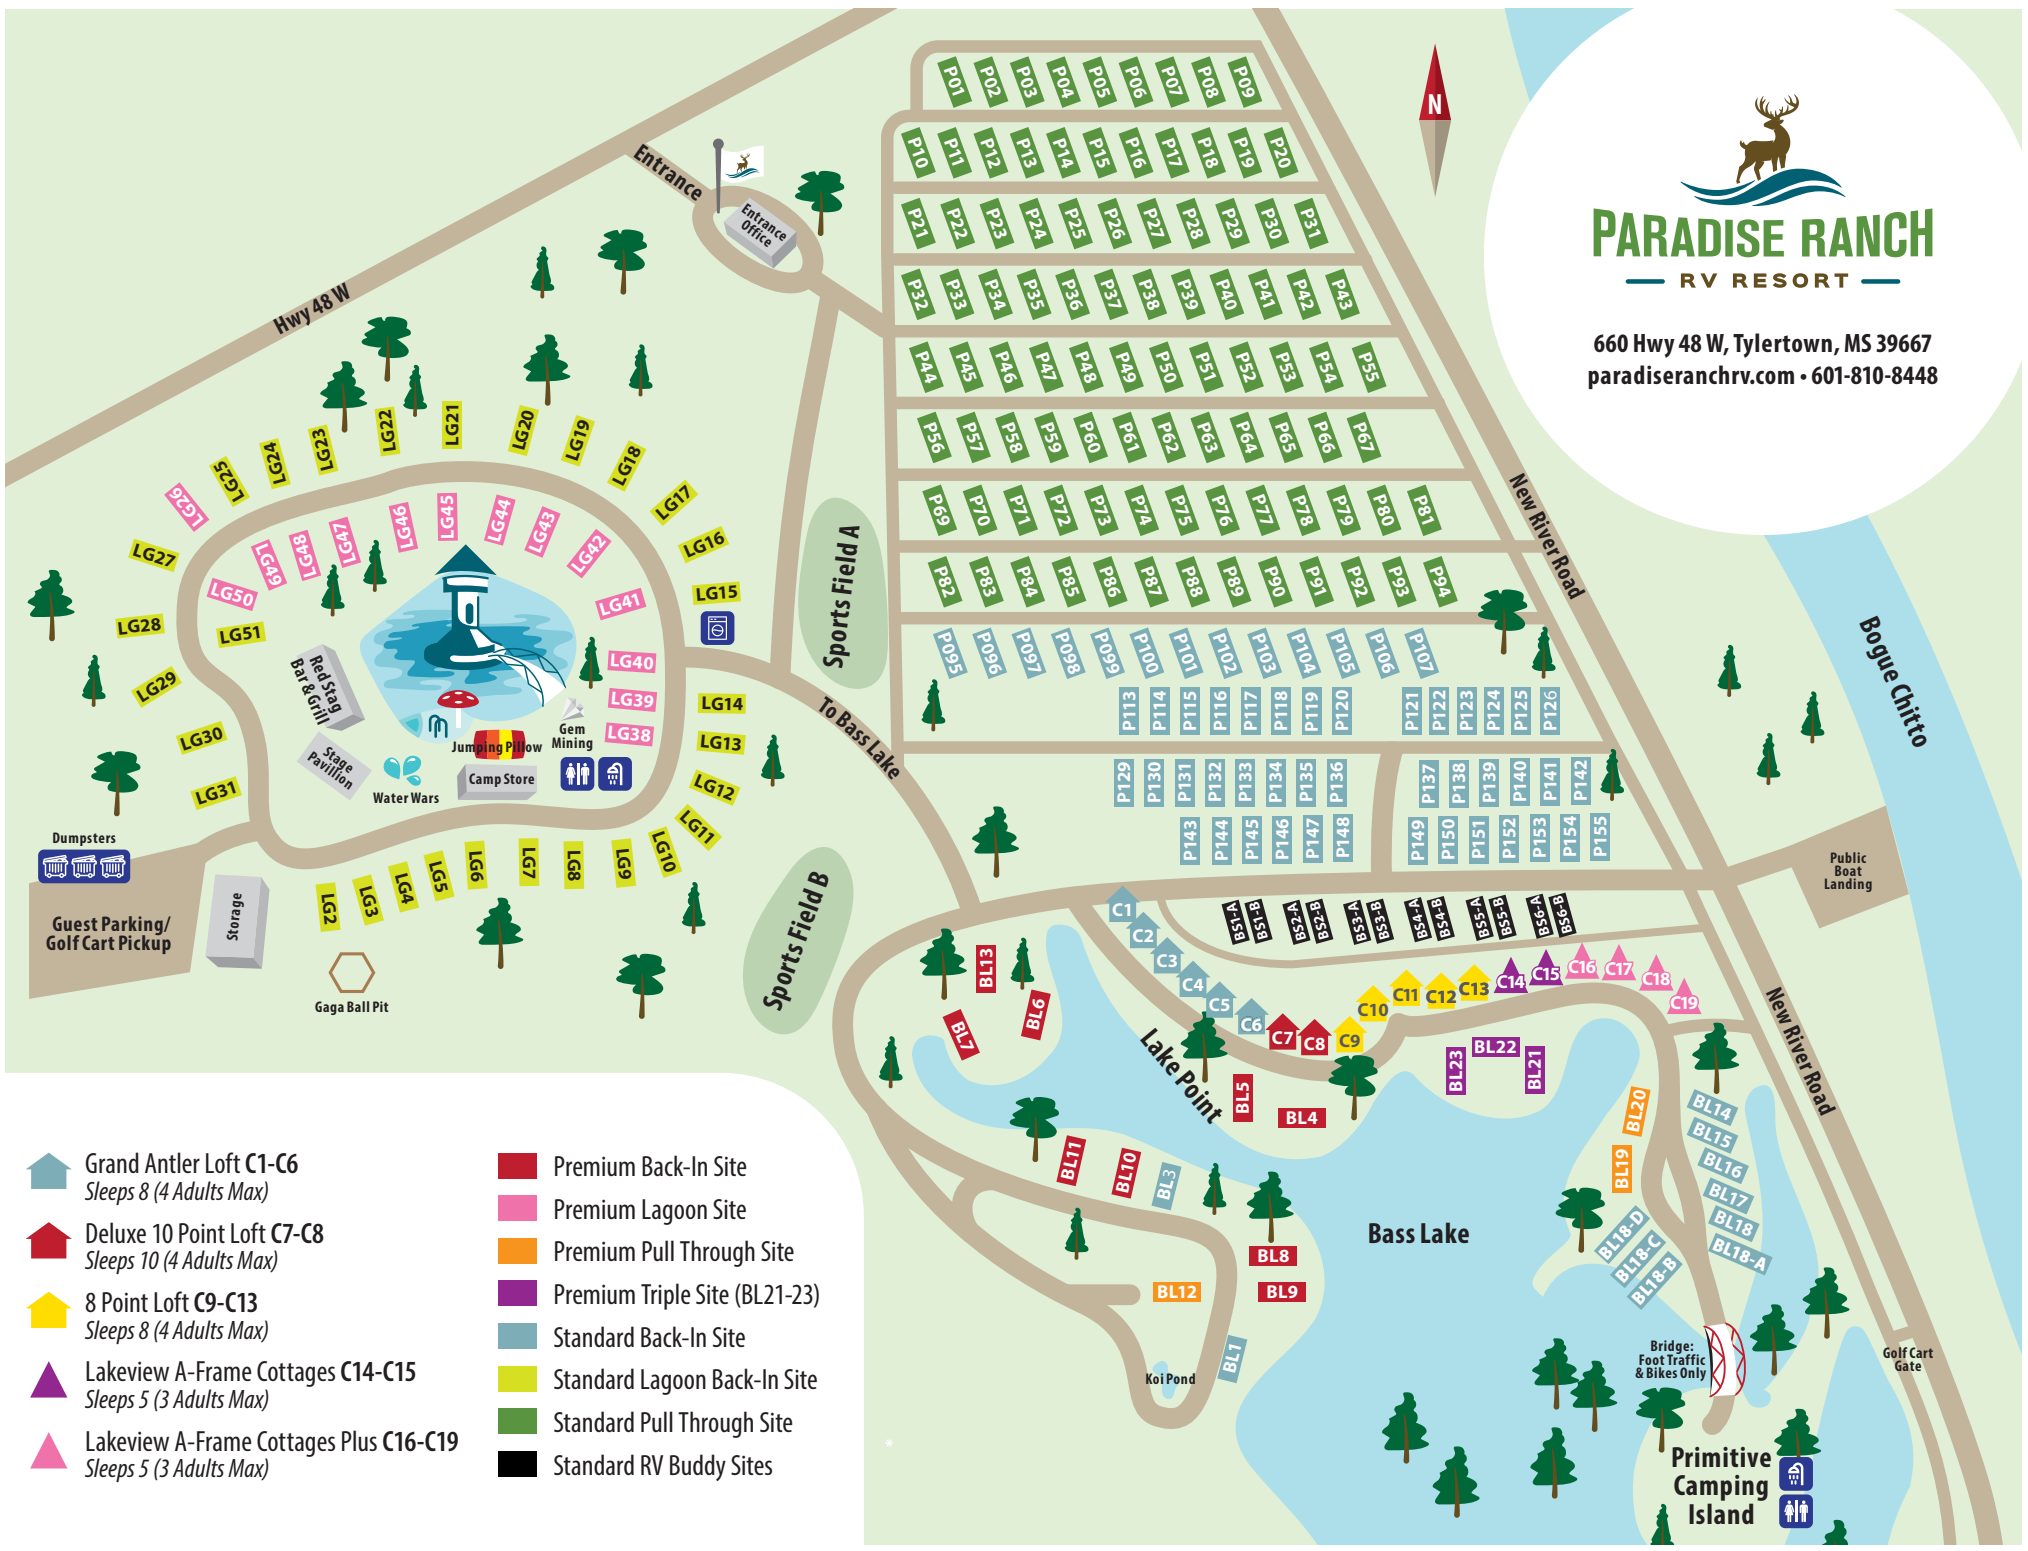 PARADISE RANCH
RV RESORT
660 Hwy 48 W, Tylertown, MS 39667
paradiseranchrv.com • 601-810-8448
N
Entrance
Entrance
Office
Hwy 48 W
New River Road
New River Road
Bogue Chitto
To Bass Lake
Sports Field A
Sports Field B
P01 P02 P03 P04 P05 P06 P07 P08 P09
P10 P11 P12 P13 P14 P15 P16 P17 P18 P19 P20
P21 P22 P23 P24 P25 P26 P27 P28 P29 P30 P31
P32 P33 P34 P35 P36 P37 P38 P39 P40 P41 P42 P43
P44 P45 P46 P47 P48 P49 P50 P51 P52 P53 P54 P55
P56 P57 P58 P59 P60 P61 P62 P63 P64 P65 P66 P67
P69 P70 P71 P72 P73 P74 P75 P76 P77 P78 P79 P80 P81
P82 P83 P84 P85 P86 P87 P88 P89 P90 P91 P92 P93 P94
P095 P096 P097 P098 P099 P100 P101 P102 P103 P104 P105 P106 P107
P113 P114 P115 P116 P117 P118 P119 P120 P121 P122 P123 P124 P125 P126
P129 P130 P131 P132 P133 P134 P135 P136 P137 P138 P139 P140 P141 P142
P143 P144 P145 P146 P147 P148 P149 P150 P151 P152 P153 P154 P155
LG21
LG22
LG20
LG23
LG19
LG24
LG18
LG25
LG17
LG26
LG16
LG27
LG15
LG28
LG29
LG14
LG30
LG13
LG31
LG12
LG11
LG10
LG2 LG3 LG4 LG5 LG6 LG7 LG8 LG9
LG50 LG49 LG48 LG47 LG46 LG45 LG44 LG43 LG42 LG41
LG51
LG40
LG39
LG38
Red Stag
Bar & Grill
Stage
Pavillion
Water Wars
Jumping Pillow
Gem
Mining
Camp Store
Dumpsters
Guest Parking/
Golf Cart Pickup
Storage
Gaga Ball Pit
Public
Boat
Landing
C1
C2
C3
C4
C5
C6
C7
C8
C9
C10
C11
C12
C13
C14
C15
C16
C17
C18
C19
BS1-A BS1-B BS2-A BS2-B BS3-A BS3-B BS4-A BS4-B BS5-A BS5-B BS6-A BS6-B
BL13
BL6
BL7
Lake Point
BL5
BL4
BL23 BL22 BL21
BL20
BL19
BL14
BL15
BL16
BL17
BL18
BL18-A
BL18-D
BL18-C
BL18-B
BL11
BL10
BL3
BL8
BL9
BL12
BL1
Koi Pond
Bass Lake
Bridge:
Foot Traffic
& Bikes Only
Golf Cart
Gate
Primitive
Camping
Island
Grand Antler Loft C1-C6
Sleeps 8 (4 Adults Max)
Deluxe 10 Point Loft C7-C8
Sleeps 10 (4 Adults Max)
8 Point Loft C9-C13
Sleeps 8 (4 Adults Max)
Lakeview A-Frame Cottages C14-C15
Sleeps 5 (3 Adults Max)
Lakeview A-Frame Cottages Plus C16-C19
Sleeps 5 (3 Adults Max)
Premium Back-In Site
Premium Lagoon Site
Premium Pull Through Site
Premium Triple Site (BL21-23)
Standard Back-In Site
Standard Lagoon Back-In Site
Standard Pull Through Site
Standard RV Buddy Sites
*